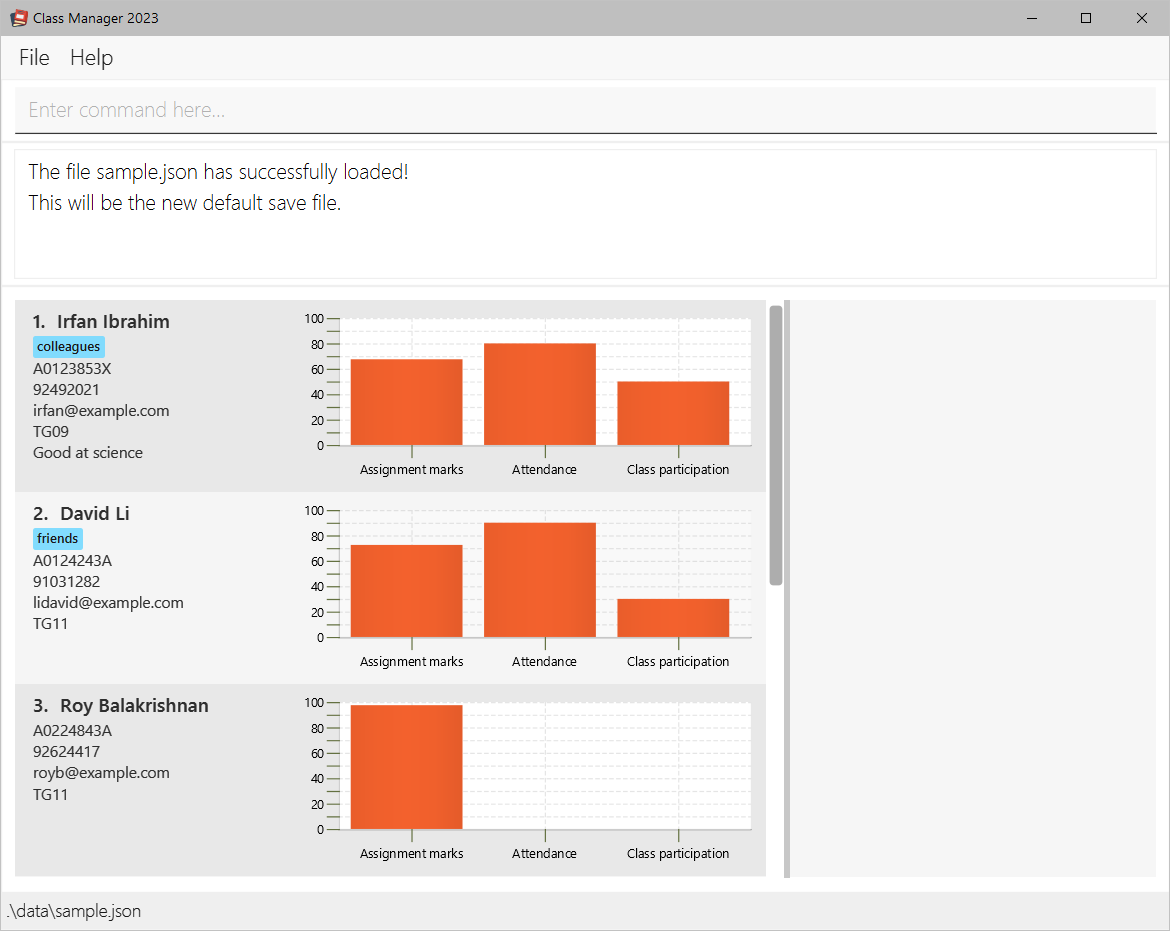 Class Manager 2023
File Help
Enter command here...
The file sample.json has successfully loaded!
This will be the new default save file.
1. Irfan Ibrahim
colleagues
A0123853X
92492021
irfan@example.com
TG09
Good at science
100
80
60
40
20
0
Assignment marks Attendance Class participation
2. David Li
friends
A0124243A
91031282
lidavid@example.com
TG11
100
80
60
40
20
0
Assignment marks Attendance Class participation
3. Roy Balakrishnan
A0224843A
92624417
royb@example.com
TG11
100
80
60
40
20
0
Assignment marks Attendance Class participation
.\data\sample.json